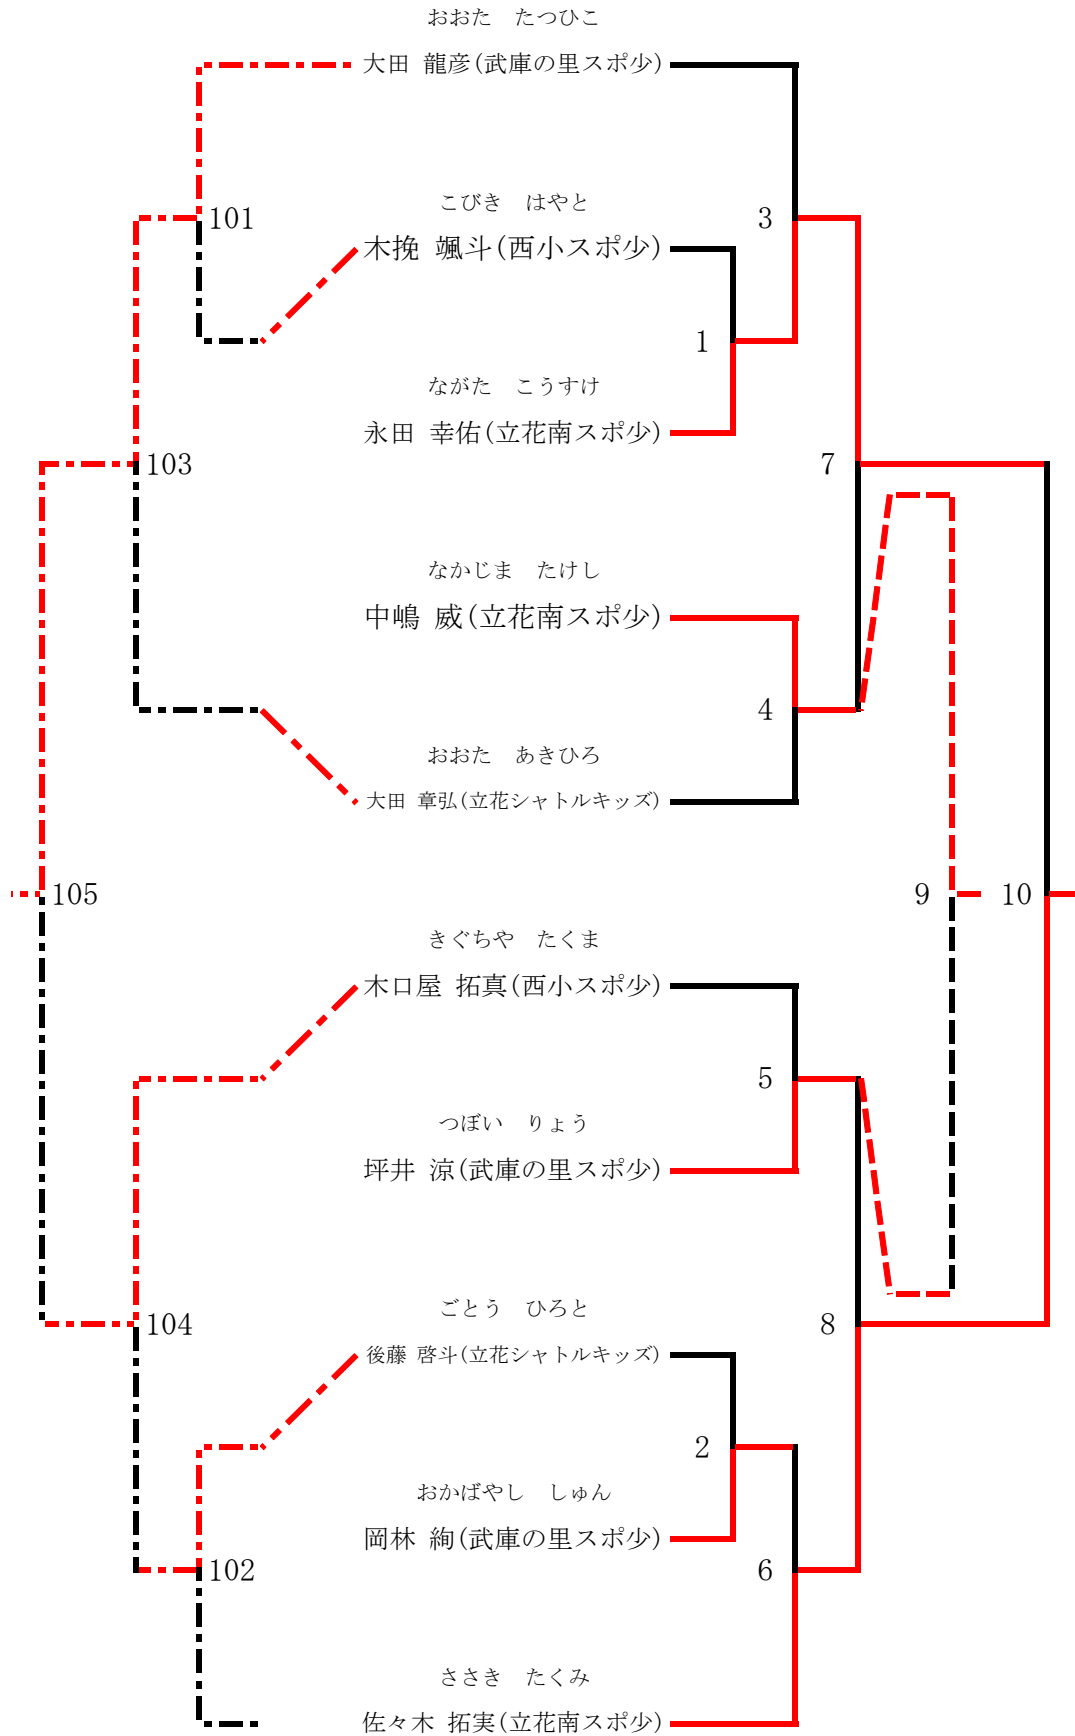 おおた　たつひこ
大田 龍彦(武庫の里スポ少)
101
こびき　はやと
3
木挽 颯斗(西小スポ少)
1
ながた　こうすけ
永田 幸佑(立花南スポ少)
103
7
なかじま　たけし
中嶋 威(立花南スポ少)
4
おおた　あきひろ
大田 章弘(立花シャトルキッズ)
105
9
10
きぐちや　たくま
木口屋 拓真(西小スポ少)
5
つぼい　りょう
坪井 涼(武庫の里スポ少)
ごとう　ひろと
104
8
後藤 啓斗(立花シャトルキッズ)
2
おかばやし　しゅん
岡林 絢(武庫の里スポ少)
102
6
ささき　たくみ
佐々木 拓実(立花南スポ少)